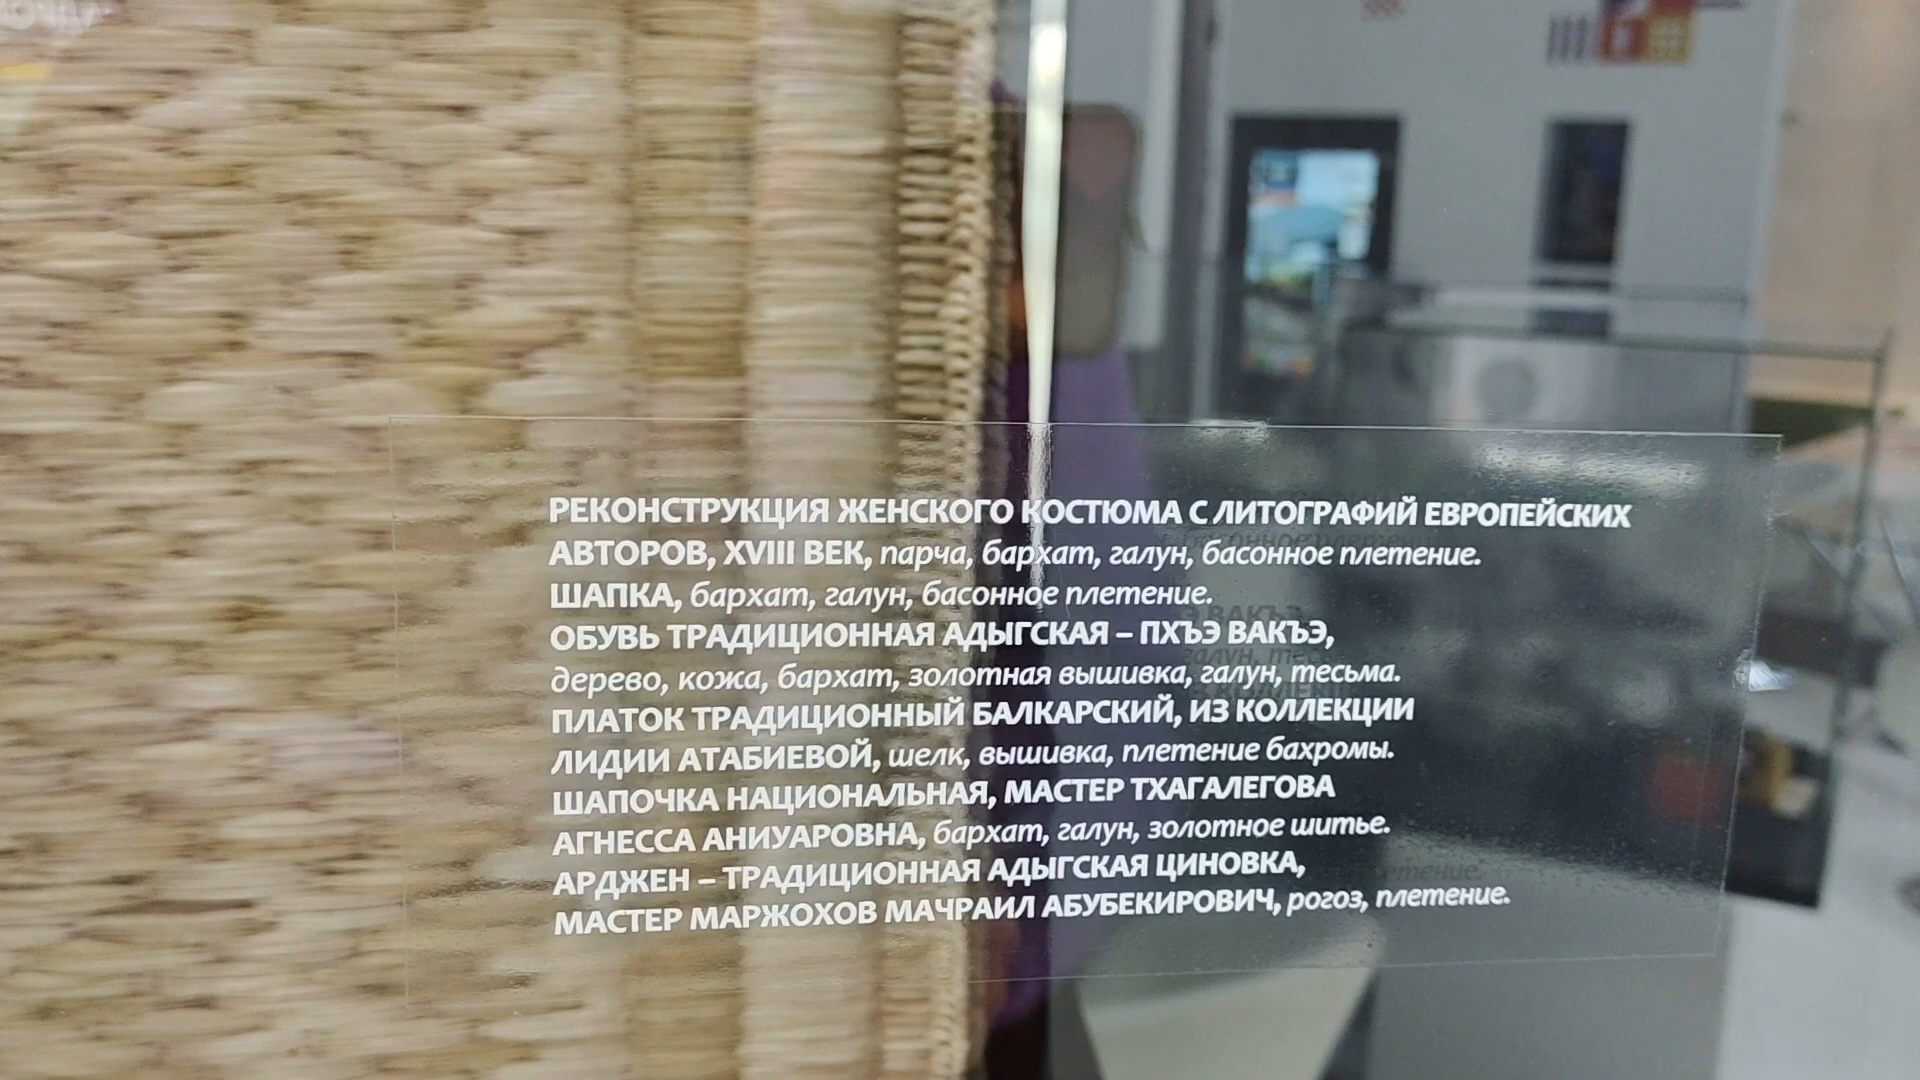 РЕКОНСТРУКЦИЯ ЖЕНСКОГО КОСТЮМА С ЛИТОГРАФИЙ ЕВРОПЕЙСКИХ
АВТОРОВ, XVIII ВЕК, парча, бархат, галун, басонное плетение.
ШАПКА, бархат, галун, басонное плетение.
ОБУВЬ ТРАДИЦИОННАЯ АДЫГСКАЯ – ПХЪЭ ВАКЪЭ,
дерево, кожа, бархат, золотная вышивка, галун, тесьма.
ПЛАТОК ТРАДИЦИОННЫЙ БАЛКАРСКИЙ, ИЗ КОЛЛЕКЦИИ
ЛИДИИ АТАБИЕВОЙ, шелк, вышивка, плетение бахромы.
ШАПОЧКА НАЦИОНАЛЬНАЯ, МАСТЕР ТХАГАЛЕГОВА
АГНЕССА АНИУАРОВНА, бархат, галун, золотное шитье.
АРДЖЕН – ТРАДИЦИОННАЯ АДЫГСКАЯ ЦИНОВКА,
МАСТЕР МАРЖОХОВ МАЧРАИЛ АБУБЕКИРОВИЧ, рогоз, плетение.